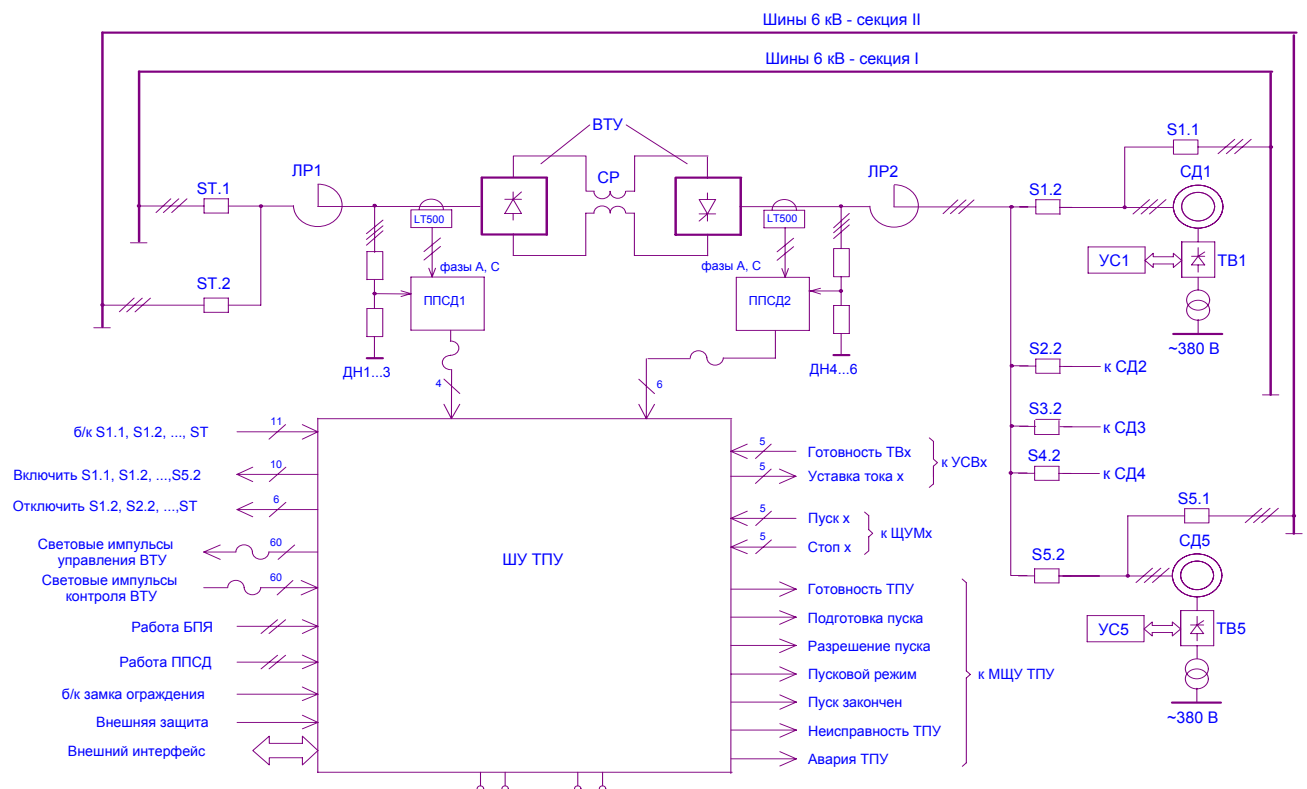 Шины 6 кВ - секция II
Шины 6 кВ - секция I
ВТУ
S1.1
ЛР1
СР
ЛР2
СД1
ST.1
S1.2
LT500
LT500
УС1
ТВ1
фазы А, С
фазы А, С
ST.2
ППСД1
ППСД2
~380 В
S2.2
к СД2
ДН1...3
ДН4...6
4
6
S3.2
к СД3
б/к S1.1, S1.2, ..., ST
11
5
Готовность ТВх
к УСВх
S4.2
к СД4
Включить S1.1, S1.2, ...,S5.2
10
5
Уставка тока х
S5.1
Отключить S1.2, S2.2, ...,ST
6
5
Пуск х
к ЩУМх
СД5
Световые импульсы
управления ВТУ
60
ШУ ТПУ
5
Стоп х
S5.2
Световые импульсы
контроля ВТУ
60
Готовность ТПУ
Работа БПЯ
Подготовка пуска
УС5
ТВ5
Работа ППСД
Разрешение пуска
б/к замка ограждения
Пусковой режим
к МЩУ ТПУ
Внешняя защита
Пуск закончен
~380 В
Внешний интерфейс
Неисправность ТПУ
Авария ТПУ